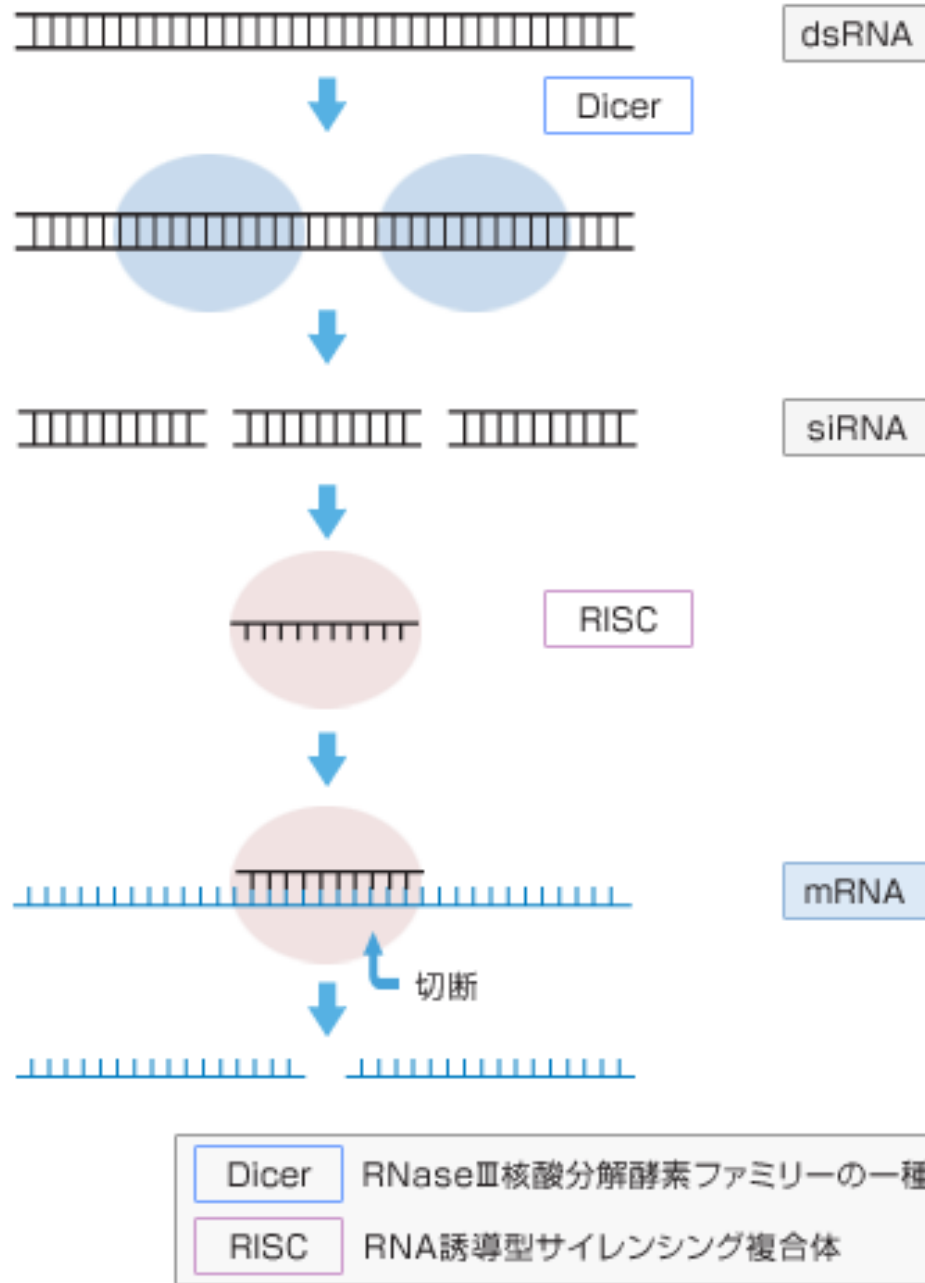 dsRNA
Dicer
siRNA
RISC
mRNA
切断
Dicer RNaseⅢ核酸分解酵素ファミリーの一種
RISC RNA誘導型サイレンシング複合体